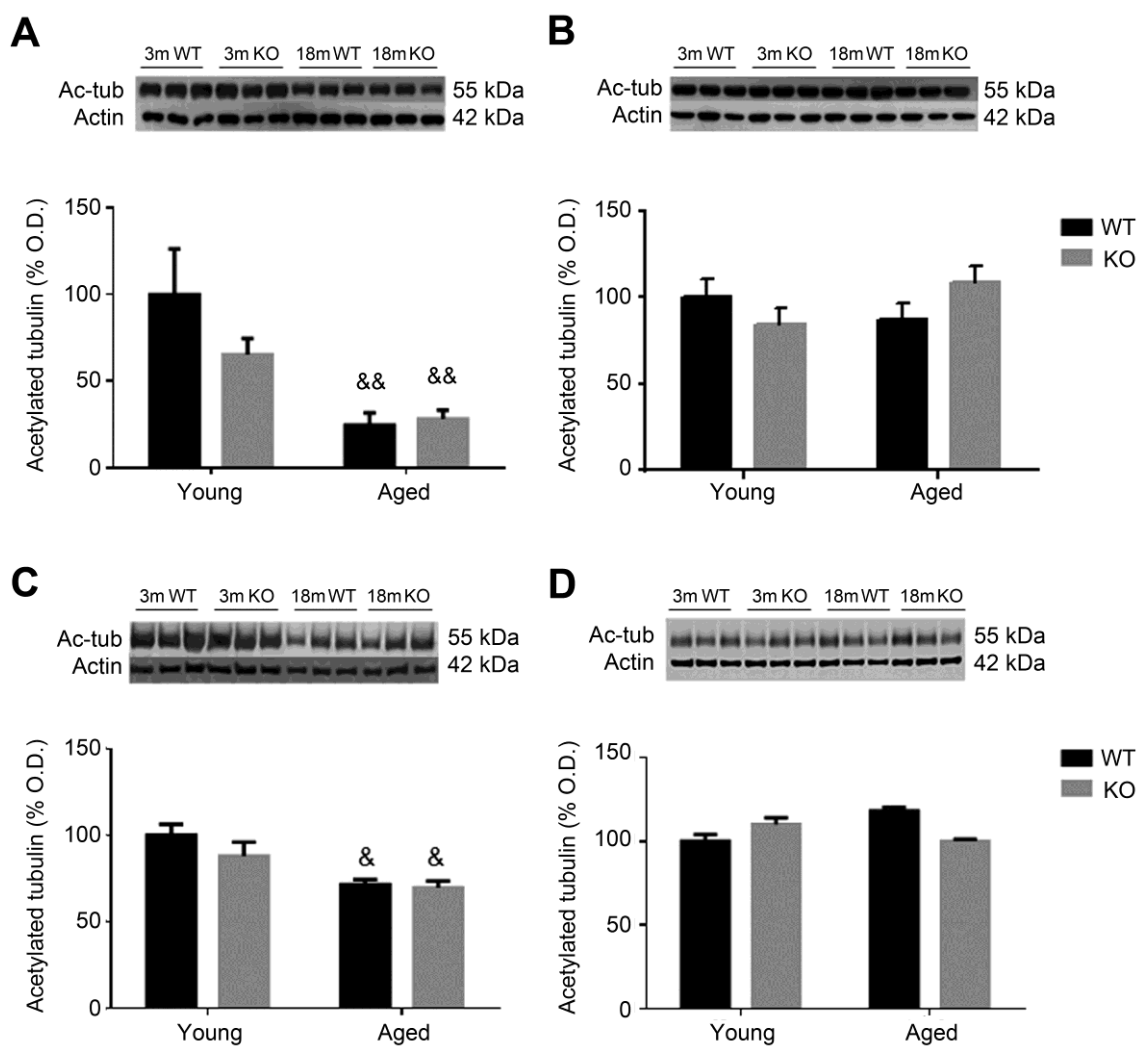 A
3m WT 3m KO 18m WT 18m KO
Ac-tub 55 kDa
Actin 42 kDa
Acetylated tubulin (% O.D.)
150
100
50
0
&& &&
Young Aged
B
3m WT 3m KO 18m WT 18m KO
Ac-tub 55 kDa
Actin 42 kDa
Acetylated tubulin (% O.D.)
150
100
50
0
Young Aged
WT
KO
C
3m WT 3m KO 18m WT 18m KO
Ac-tub 55 kDa
Actin 42 kDa
Acetylated tubulin (% O.D.)
150
100
50
0
& &
Young Aged
D
3m WT 3m KO 18m WT 18m KO
Ac-tub 55 kDa
Actin 42 kDa
Acetylated tubulin (% O.D.)
150
100
50
0
Young Aged
WT
KO